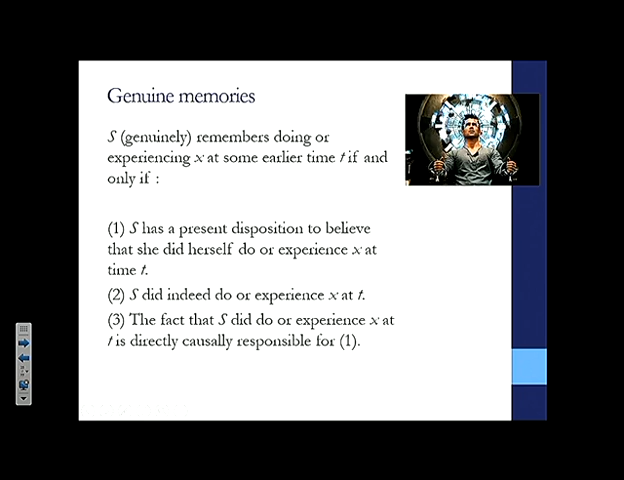 Genuine memories
S (genuinely) remembers doing or
experiencing x at some earlier time t if and
only if :
(1) S has a present disposition to believe
that she did herself do or experience x at
time t.
(2) S did indeed do or experience x at t.
(3) The fact that S did do or experience x at
t is directly causally responsible for (1).